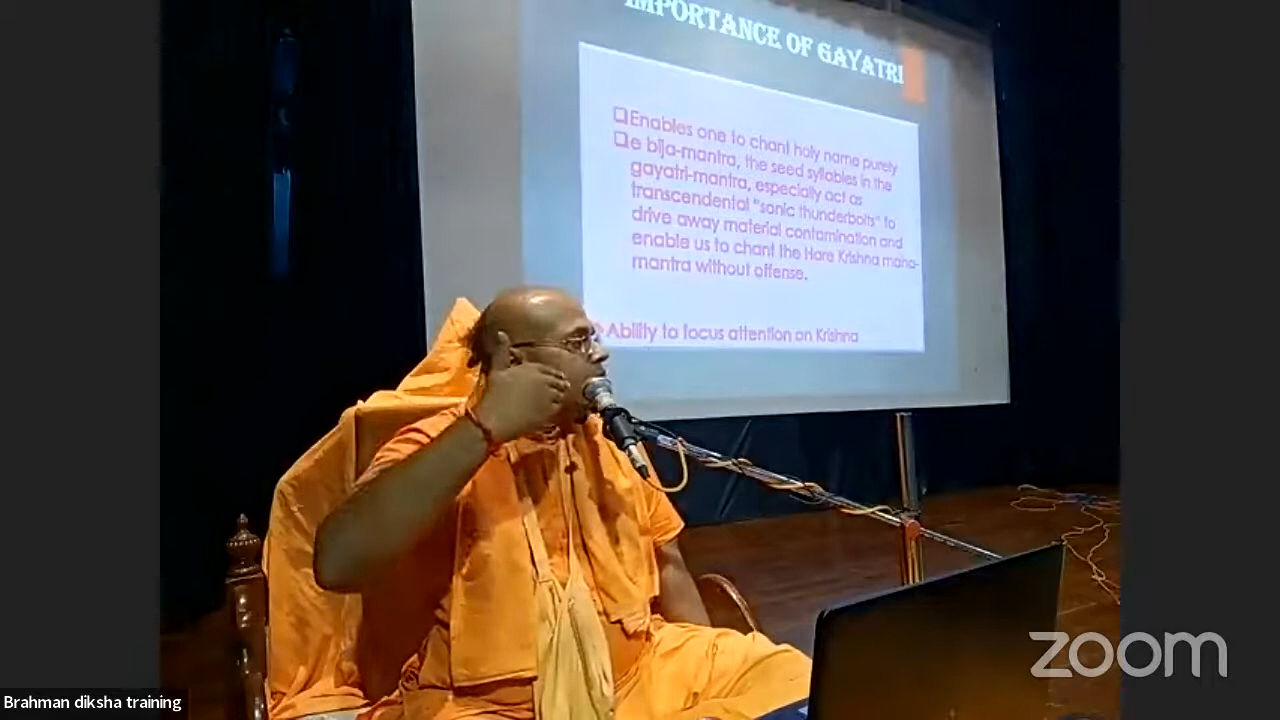 IMPORTANCE OF GAYATRI
❑Enables one to chant holy name purely
❑e bija-mantra, the seed syllables in the
gayatri-mantra, especially act as
transcendental "sonic thunderbolts" to
drive away material contamination and
enable us to chant the Hare Krishna maha-
mantra without offense.
Ability to focus attention on Krishna
zoom
Brahman diksha training